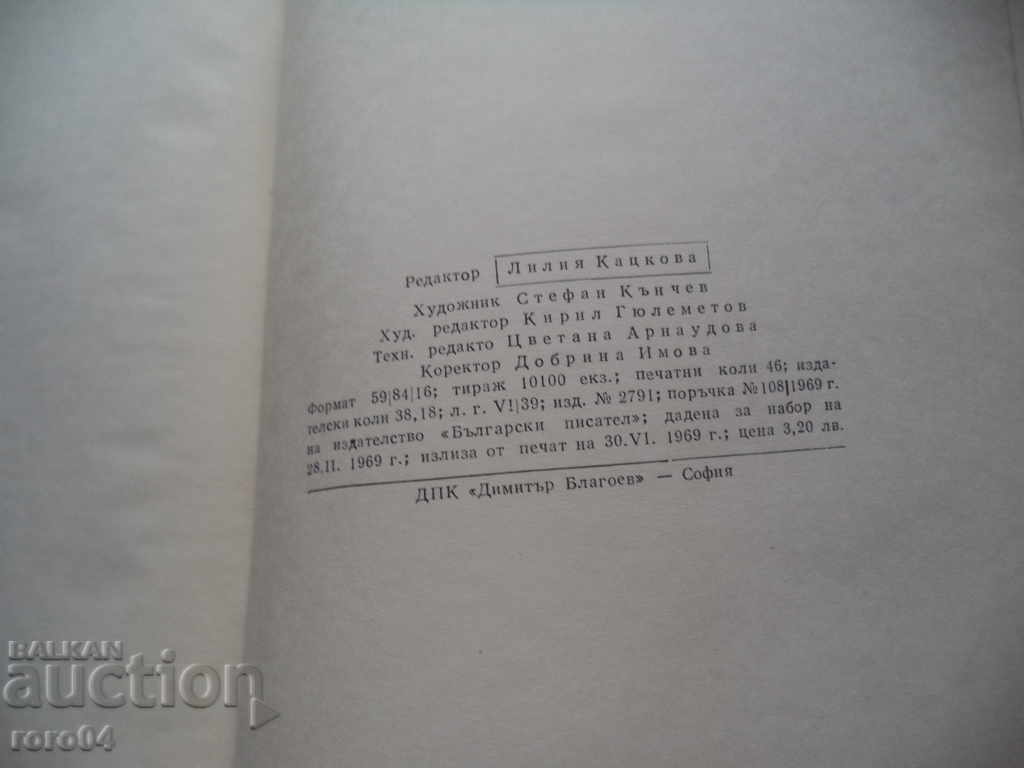 Редактор Лилия Кацкова
Художник Стефан Кънчев
Худ. редактор Кирил Гюлеметов
Техн. редакто Цветана Арнаудова
Коректор Добрина Имова
Формат 59|84|16; тираж 10100 екз.; печатни коли 46; изда-
телски коли 38,18; л. г. VI|39; изд. № 2791; поръчка № 108|1969 г.
на издателство «Български писател»; дадена за набор на
28.II. 1969 г.; излиза от печат на 30.VI. 1969 г.; цена 3,20 лв.
ДПК «Димитър Благоев» — София
BALKAN
auction
roro04